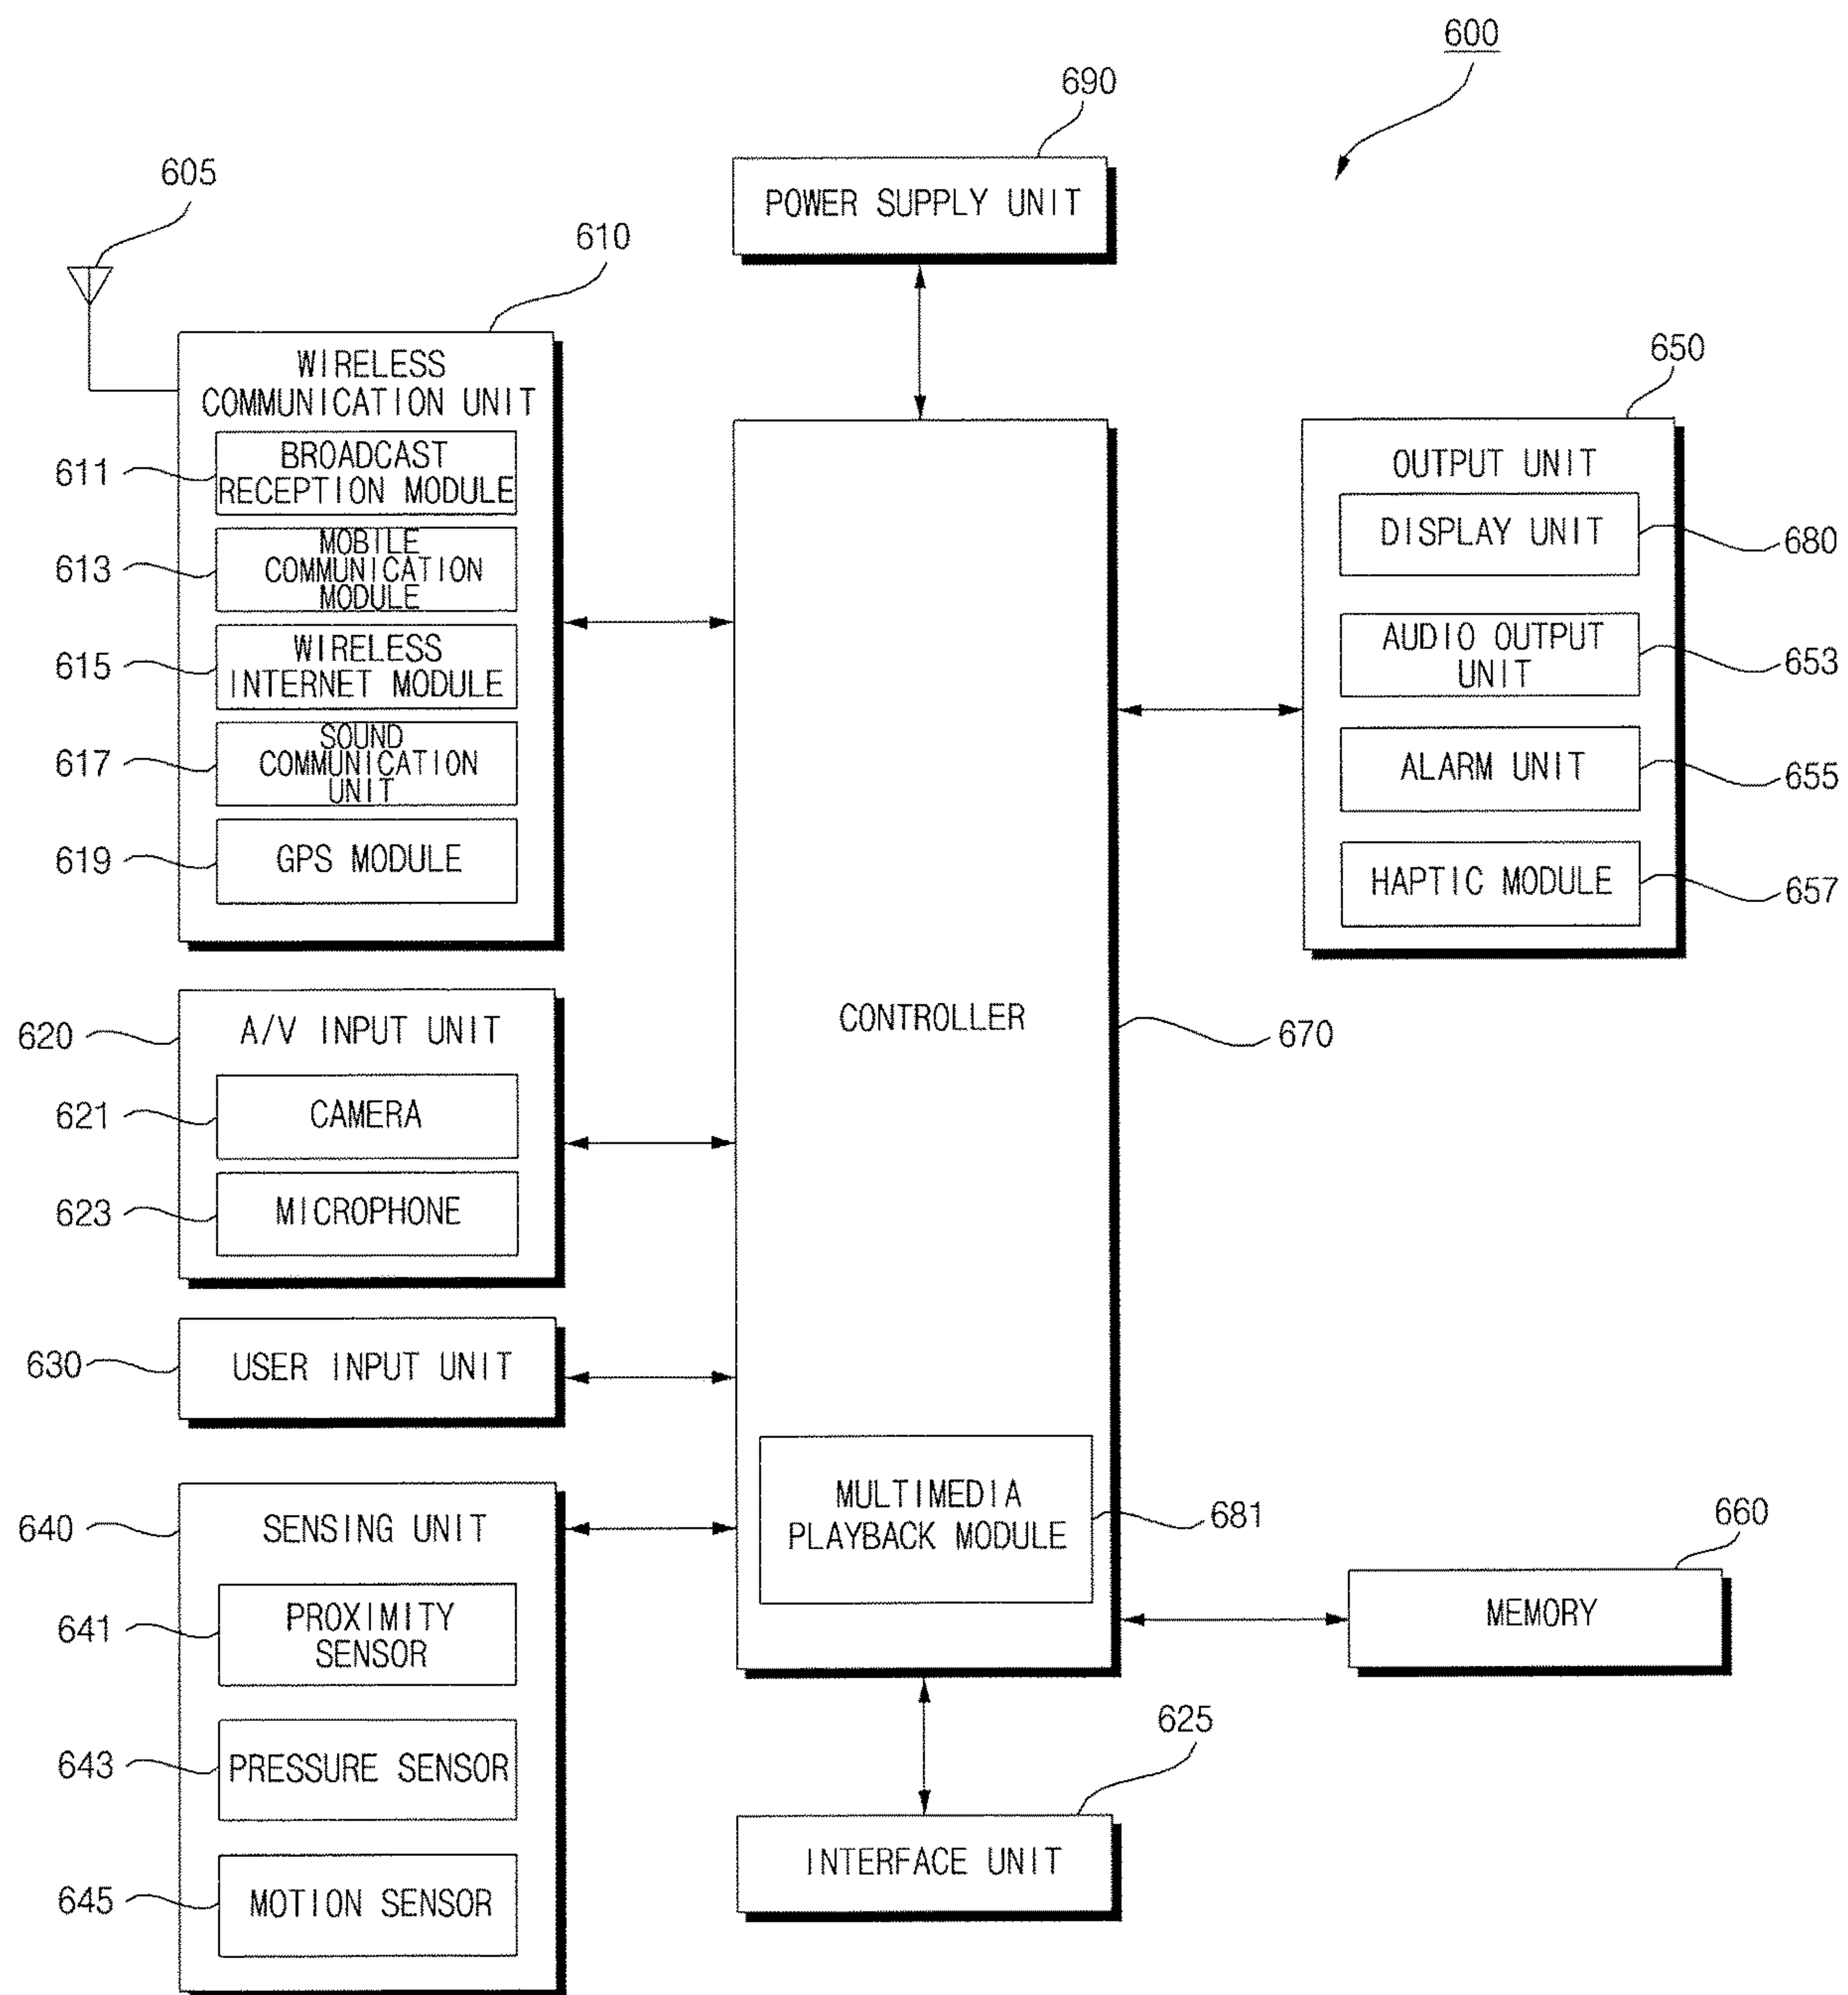 600
690
POWER SUPPLY UNIT
605
610
WIRELESS
COMMUNICATION UNIT
611
BROADCAST
RECEPTION MODULE
613
MOBILE
COMMUNICATION
MODULE
615
WIRELESS
INTERNET MODULE
617
SOUND
COMMUNICATION
UNIT
619
GPS MODULE
620
A/V INPUT UNIT
621
CAMERA
623
MICROPHONE
630
USER INPUT UNIT
640
SENSING UNIT
641
PROXIMITY
SENSOR
643
PRESSURE SENSOR
645
MOTION SENSOR
CONTROLLER
670
MULTIMEDIA
PLAYBACK MODULE
681
625
INTERFACE UNIT
650
OUTPUT UNIT
DISPLAY UNIT
680
AUDIO OUTPUT
UNIT
653
ALARM UNIT
655
HAPTIC MODULE
657
660
MEMORY